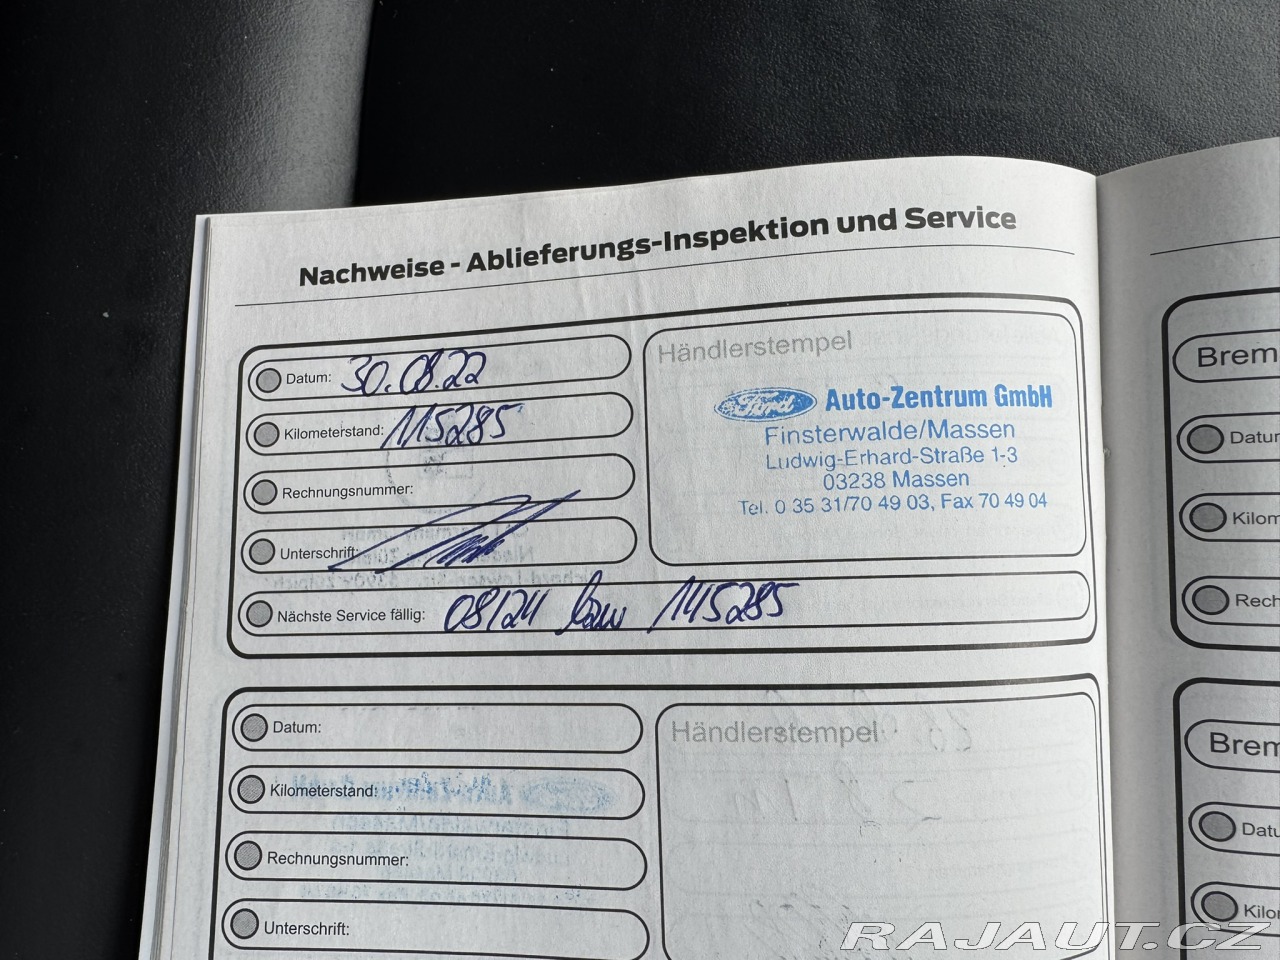 Nachweise - Ablieferungs-Inspektion und Service
Datum: 30.08.22
Kilometerstand: 115285
Rechnungsnummer:
Unterschrift:
Nächste Service fällig: 08/24 bzw 145285
Händlerstempel
Ford Auto-Zentrum GmbH
Finsterwalde/Massen
Ludwig-Erhard-Straße 1-3
03238 Massen
Tel. 0 35 31/70 49 03, Fax 70 49 04
Datum:
Kilometerstand:
Rechnungsnummer:
Unterschrift:
Händlerstempel
Brem
Datur
Kilom
Rech
Brem
Datu
Kilo
RAJAUT.CZ